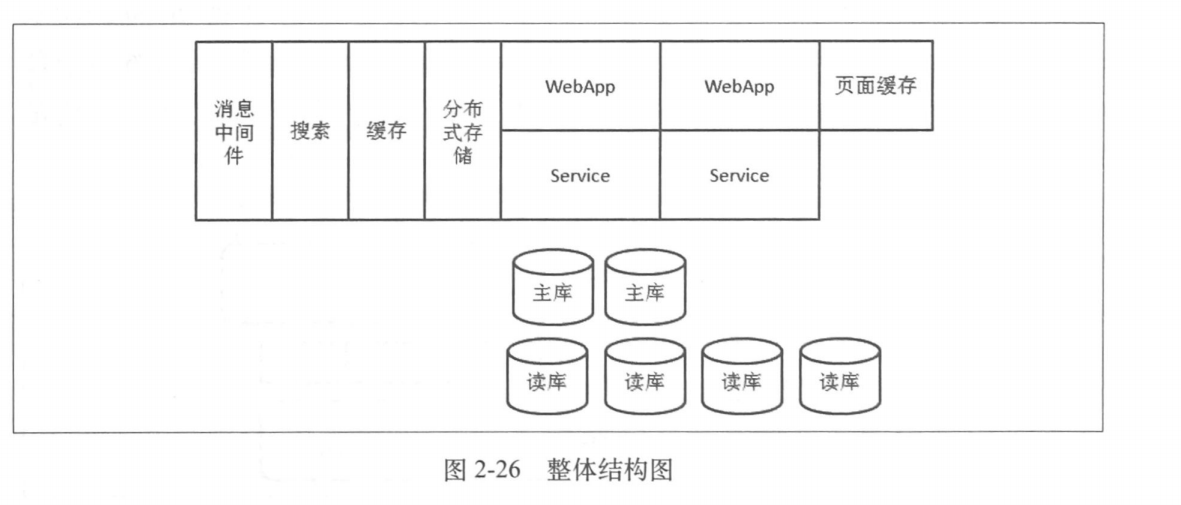 消息
中间
件
搜索
缓存
分布
式存
储
WebApp
WebApp
页面缓存
Service
Service
主库
主库
读库
读库
读库
读库
图 2-26 整体结构图